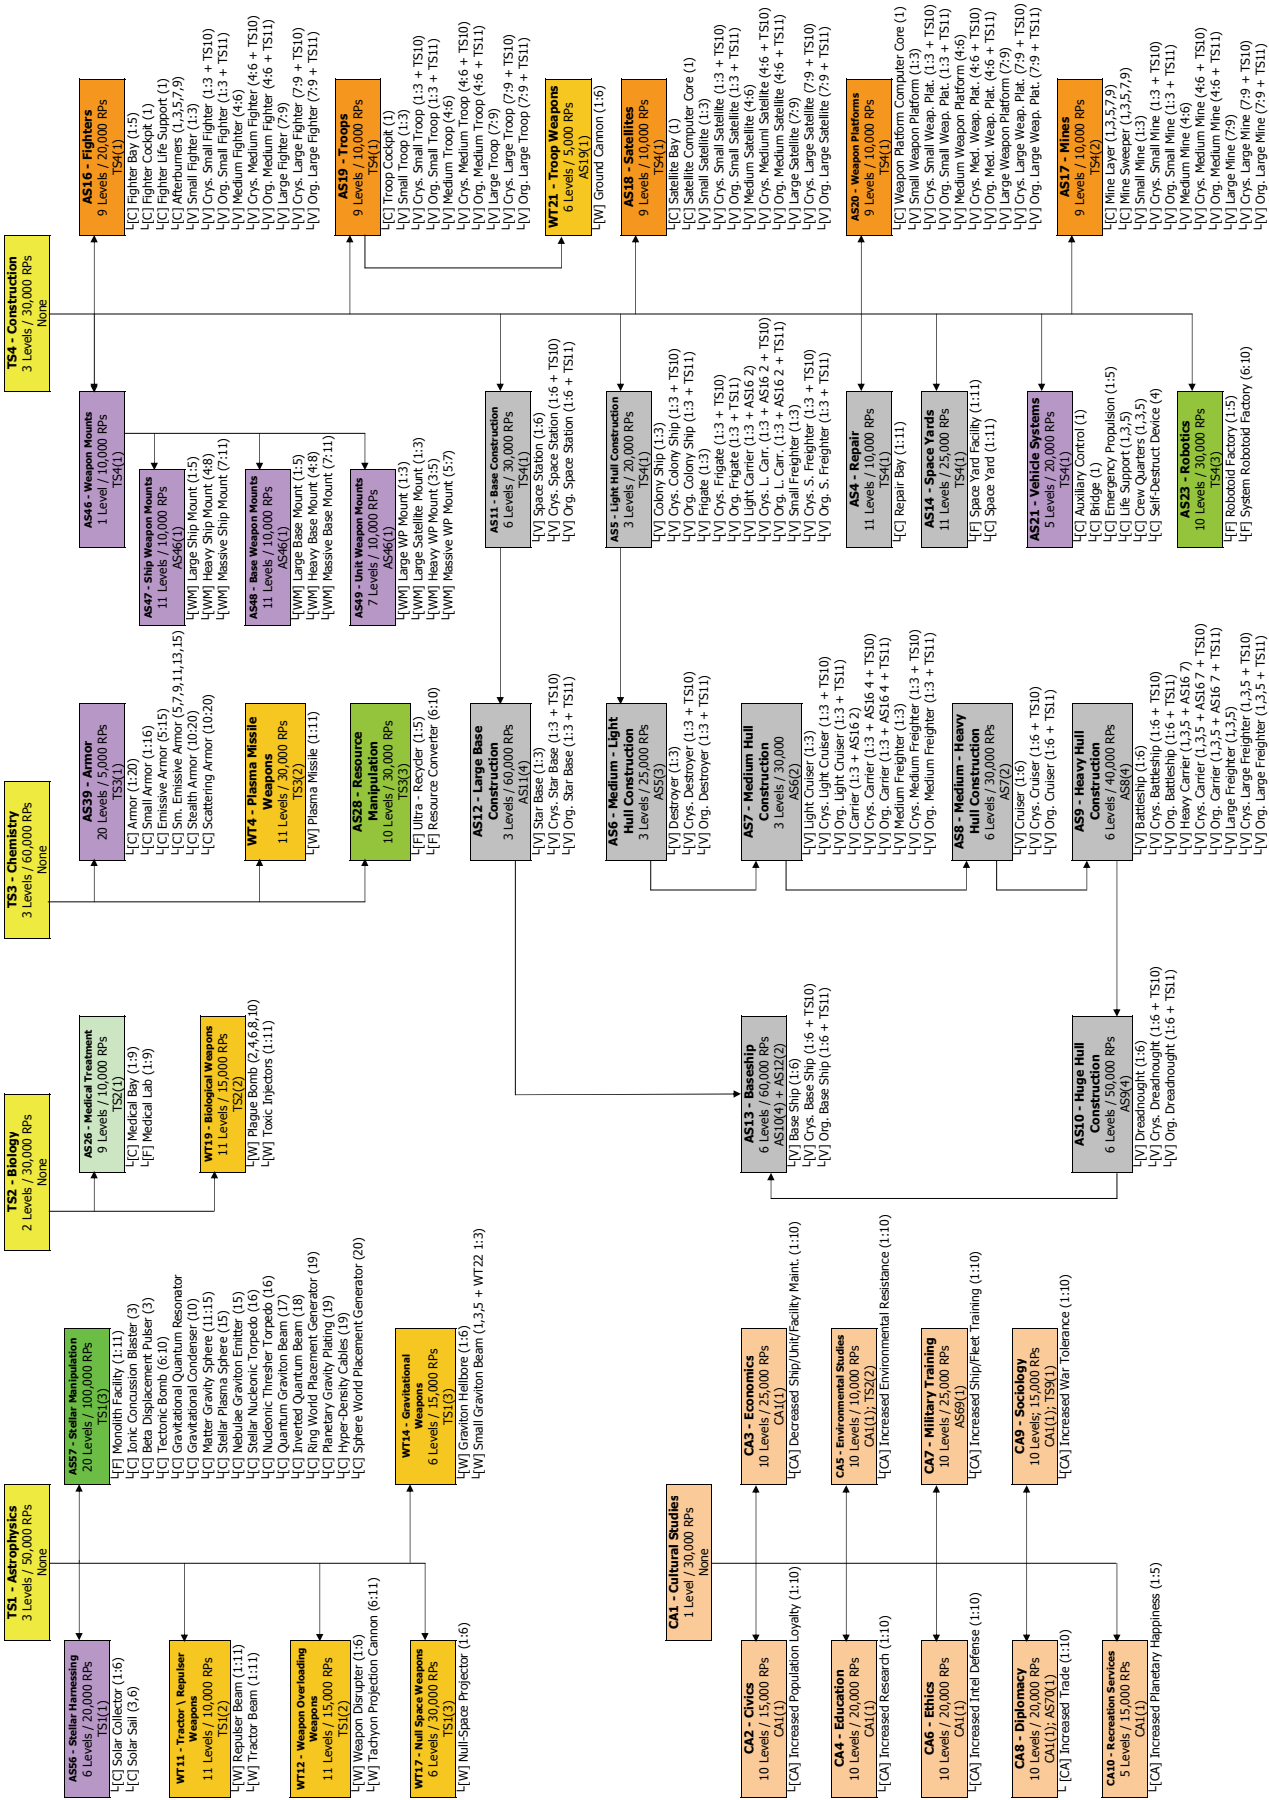 TS1 - Astrophysics
3 Levels / 50,000 RPs
None
AS56 - Stellar Harnessing
6 Levels / 20,000 RPs
TS1(1)
[C] Solar Collector (1:6)
[C] Solar Sail (3,6)
WT11 - Tractor \ Repulser
Weapons
11 Levels / 10,000 RPs
TS1(2)
[W] Repulser Beam (1:11)
[W] Tractor Beam (1:11)
WT12 - Weapon Overloading
Weapons
11 Levels / 15,000 RPs
TS1(2)
[W] Weapon Disrupter (1:6)
[W] Tachyon Projection Cannon (6:11)
WT17 - Null Space Weapons
6 Levels / 30,000 RPs
TS1(3)
[W] Null-Space Projector (1:6)
AS57 - Stellar Manipulation
20 Levels / 100,000 RPs
TS1(3)
[F] Monolith Facility (1:11)
[C] Ionic Concussion Blaster (3)
[C] Beta Displacement Pulser (3)
[C] Tectonic Bomb (6:10)
[C] Gravitational Quantum Resonator
[C] Gravitational Condenser (10)
[C] Matter Gravity Sphere (11:15)
[C] Stellar Plasma Sphere (15)
[C] Nebulae Graviton Emitter (15)
[C] Stellar Nucleonic Torpedo (16)
[C] Nucleonic Thresher Torpedo (16)
[C] Quantum Graviton Beam (17)
[C] Inverted Quantum Beam (18)
[C] Ring World Placement Generator (19)
[C] Planetary Gravity Plating (19)
[C] Hyper-Density Cables (19)
[C] Sphere World Placement Generator (20)
WT14 - Gravitational
Weapons
6 Levels / 15,000 RPs
TS1(3)
[W] Graviton Hellbore (1:6)
[W] Small Graviton Beam (1,3,5 + WT22 1:3)
TS2 - Biology
2 Levels / 30,000 RPs
None
AS26 - Medical Treatment
9 Levels / 10,000 RPs
TS2(1)
[C] Medical Bay (1:9)
[F] Medical Lab (1:9)
WT19 - Biological Weapons
11 Levels / 15,000 RPs
TS2(2)
[W] Plague Bomb (2,4,6,8,10)
[W] Toxic Injectors (1:11)
TS3 - Chemistry
3 Levels / 60,000 RPs
None
AS39 - Armor
20 Levels / 5,000 RPs
TS3(1)
[C] Armor (1:20)
[C] Small Armor (1:16)
[C] Emissive Armor (5:15)
[C] Sm. Emissive Armor (5,7,9,11,13,15)
[C] Stealth Armor (10:20)
[C] Scattering Armor (10:20)
WT4 - Plasma Missile
Weapons
11 Levels / 30,000 RPs
TS3(2)
[W] Plasma Missile (1:11)
AS28 - Resource
Manipulation
10 Levels / 30,000 RPs
TS3(3)
[F] Ultra - Recycler (1:5)
[F] Resource Converter (6:10)
TS4 - Construction
3 Levels / 30,000 RPs
None
AS46 - Weapon Mounts
1 Level / 10,000 RPs
TS4(1)
AS47 - Ship Weapon Mounts
11 Levels / 10,000 RPs
AS46(1)
[WM] Large Ship Mount (1:5)
[WM] Heavy Ship Mount (4:8)
[WM] Massive Ship Mount (7:11)
AS48 - Base Weapon Mounts
11 Levels / 10,000 RPs
AS46(1)
[WM] Large Base Mount (1:5)
[WM] Heavy Base Mount (4:8)
[WM] Massive Base Mount (7:11)
AS49 - Unit Weapon Mounts
7 Levels / 10,000 RPs
AS46(1)
[WM] Large WP Mount (1:3)
[WM] Large Satellite Mount (1:3)
[WM] Heavy WP Mount (3:5)
[WM] Massive WP Mount (5:7)
AS16 - Fighters
9 Levels / 20,000 RPs
TS4(1)
[C] Fighter Bay (1:5)
[C] Fighter Cockpit (1)
[C] Fighter Life Support (1)
[C] Afterburners (1,3,5,7,9)
[V] Small Fighter (1:3)
[V] Crys. Small Fighter (1:3 + TS10)
[V] Org. Small Fighter (1:3 + TS11)
[V] Medium Fighter (4:6)
[V] Crys. Medium Fighter (4:6 + TS10)
[V] Org. Medium Fighter (4:6 + TS11)
[V] Large Fighter (7:9)
[V] Crys. Large Fighter (7:9 + TS10)
[V] Org. Large Fighter (7:9 + TS11)
AS19 - Troops
9 Levels / 10,000 RPs
TS4(1)
[C] Troop Cockpit (1)
[V] Small Troop (1:3)
[V] Crys. Small Troop (1:3 + TS10)
[V] Org. Small Troop (1:3 + TS11)
[V] Medium Troop (4:6)
[V] Crys. Medium Troop (4:6 + TS10)
[V] Org. Medium Troop (4:6 + TS11)
[V] Large Troop (7:9)
[V] Crys. Large Troop (7:9 + TS10)
[V] Org. Large Troop (7:9 + TS11)
WT21 - Troop Weapons
6 Levels / 5,000 RPs
AS19(1)
[W] Ground Cannon (1:6)
AS18 - Satellites
9 Levels / 10,000 RPs
TS4(1)
[C] Satellite Bay (1)
[C] Satellite Computer Core (1)
[V] Small Satellite (1:3)
[V] Crys. Small Satellite (1:3 + TS10)
[V] Org. Small Satellite (1:3 + TS11)
[V] Medium Satellite (4:6)
[V] Crys. Mediuml Satellite (4:6 + TS10)
[V] Org. Medium Satellite (4:6 + TS11)
[V] Large Satellite (7:9)
[V] Crys. Large Satellite (7:9 + TS10)
[V] Org. Large Satellite (7:9 + TS11)
AS20 - Weapon Platforms
9 Levels / 10,000 RPs
TS4(1)
[C] Weapon Platform Computer Core (1)
[V] Small Weapon Platform (1:3)
[V] Crys. Small Weap. Plat. (1:3 + TS10)
[V] Org. Small Weap. Plat. (1:3 + TS11)
[V] Medium Weapon Platform (4:6)
[V] Crys. Med. Weap. Plat. (4:6 + TS10)
[V] Org. Med. Weap. Plat. (4:6 + TS11)
[V] Large Weapon Platform (7:9)
[V] Crys. Large Weap. Plat. (7:9 + TS10)
[V] Org. Large Weap. Plat. (7:9 + TS11)
AS17 - Mines
9 Levels / 10,000 RPs
TS4(2)
[C] Mine Layer (1,3,5,7,9)
[C] Mine Sweeper (1,3,5,7,9)
[V] Small Mine (1:3)
[V] Crys. Small Mine (1:3 + TS10)
[V] Org. Small Mine (1:3 + TS11)
[V] Medium Mine (4:6)
[V] Crys. Medium Mine (4:6 + TS10)
[V] Org. Medium Mine (4:6 + TS11)
[V] Large Mine (7:9)
[V] Crys. Large Mine (7:9 + TS10)
[V] Org. Large Mine (7:9 + TS11)
AS11 - Base Construction
6 Levels / 30,000 RPs
TS4(1)
[V] Space Station (1:6)
[V] Crys. Space Station (1:6 + TS10)
[V] Org. Space Station (1:6 + TS11)
AS5 - Light Hull Construction
3 Levels / 20,000 RPs
TS4(1)
[V] Colony Ship (1:3)
[V] Crys. Colony Ship (1:3 + TS10)
[V] Org. Colony Ship (1:3 + TS11)
[V] Frigate (1:3)
[V] Crys. Frigate (1:3 + TS10)
[V] Org. Frigate (1:3 + TS11)
[V] Light Carrier (1:3 + AS16 2)
[V] Crys. L. Carr. (1:3 + AS16 2 + TS10)
[V] Org. L. Carr. (1:3 + AS16 2 + TS11)
[V] Small Freighter (1:3)
[V] Crys. S. Freighter (1:3 + TS10)
[V] Org. S. Freighter (1:3 + TS11)
AS4 - Repair
11 Levels / 10,000 RPs
TS4(1)
[C] Repair Bay (1:11)
AS14 - Space Yards
11 Levels / 25,000 RPs
TS4(1)
[F] Space Yard Facility (1:11)
[C] Space Yard (1:11)
AS21 - Vehicle Systems
5 Levels / 20,000 RPs
TS4(1)
[C] Auxiliary Control (1)
[C] Bridge (1)
[C] Emergency Propulsion (1:5)
[C] Life Support (1,3,5)
[C] Crew Quarters (1,3,5)
[C] Self-Destruct Device (4)
AS23 - Robotics
10 Levels / 30,000 RPs
TS4(3)
[F] Robotoid Factory (1:5)
[F] System Robotoid Factory (6:10)
AS12 - Large Base
Construction
3 Levels / 60,000 RPs
AS11(4)
[V] Star Base (1:3)
[V] Crys. Star Base (1:3 + TS10)
[V] Org. Star Base (1:3 + TS11)
AS6 - Medium - Light
Hull Construction
3 Levels / 25,000 RPs
AS5(3)
[V] Destroyer (1:3)
[V] Crys. Destroyer (1:3 + TS10)
[V] Org. Destroyer (1:3 + TS11)
AS7 - Medium Hull
Construction
3 Levels / 30,000
AS6(2)
[V] Light Cruiser (1:3)
[V] Crys. Light Cruiser (1:3 + TS10)
[V] Org. Light Cruiser (1:3 + TS11)
[V] Carrier (1:3 + AS16 2)
[V] Crys. Carrier (1:3 + AS16 4 + TS10)
[V] Org. Carrier (1:3 + AS16 4 + TS11)
[V] Medium Freighter (1:3)
[V] Crys. Medium Freighter (1:3 + TS10)
[V] Org. Medium Freighter (1:3 + TS11)
AS8 - Medium - Heavy
Hull Construction
6 Levels / 30,000 RPs
AS7(2)
[V] Cruiser (1:6)
[V] Crys. Cruiser (1:6 + TS10)
[V] Org. Cruiser (1:6 + TS11)
AS9 - Heavy Hull
Construction
6 Levels / 40,000 RPs
AS8(4)
[V] Battleship (1:6)
[V] Crys. Battleship (1:6 + TS10)
[V] Org. Battleship (1:6 + TS11)
[V] Heavy Carrier (1,3,5 + AS16 7)
[V] Crys. Carrier (1,3,5 + AS16 7 + TS10)
[V] Org. Carrier (1,3,5 + AS16 7 + TS11)
[V] Large Freighter (1,3,5)
[V] Crys. Large Freighter (1,3,5 + TS10)
[V] Org. Large Freighter (1,3,5 + TS11)
AS13 - Baseship
6 Levels / 60,000 RPs
AS10(4) + AS12(2)
[V] Base Ship (1:6)
[V] Crys. Base Ship (1:6 + TS10)
[V] Org. Base Ship (1:6 + TS11)
AS10 - Huge Hull
Construction
6 Levels / 50,000 RPs
AS9(4)
[V] Dreadnought (1:6)
[V] Crys. Dreadnought (1:6 + TS10)
[V] Org. Dreadnought (1:6 + TS11)
CA1 - Cultural Studies
1 Level / 30,000 RPs
None
CA2 - Civics
10 Levels / 15,000 RPs
CA1(1)
[CA] Increased Population Loyalty (1:10)
CA3 - Economics
10 Levels / 25,000 RPs
CA1(1)
[CA] Decreased Ship/Unit/Facility Maint. (1:10)
CA4 - Education
10 Levels / 20,000 RPs
CA1(1)
[CA] Increased Research (1:10)
CA5 - Environmental Studies
10 Levels / 10,000 RPs
CA1(1); TS2(2)
[CA] Increased Environmental Resistance (1:10)
CA6 - Ethics
10 Levels / 20,000 RPs
CA1(1)
[CA] Increased Intel Defense (1:10)
CA7 - Military Training
10 Levels / 25,000 RPs
AS69(1)
[CA] Increased Ship/Fleet Training (1:10)
CA8 - Diplomacy
10 Levels / 20,000 RPs
CA1(1); AS70(1)
[CA] Increased Trade (1:10)
CA9 - Sociology
10 Levels; 15,000 RPs
CA1(1); TS9(1)
[CA] Increased War Tolerance (1:10)
CA10 - Recreation Services
5 Levels / 15,000 RPs
CA1(1)
[CA] Increased Planetary Happiness (1:5)